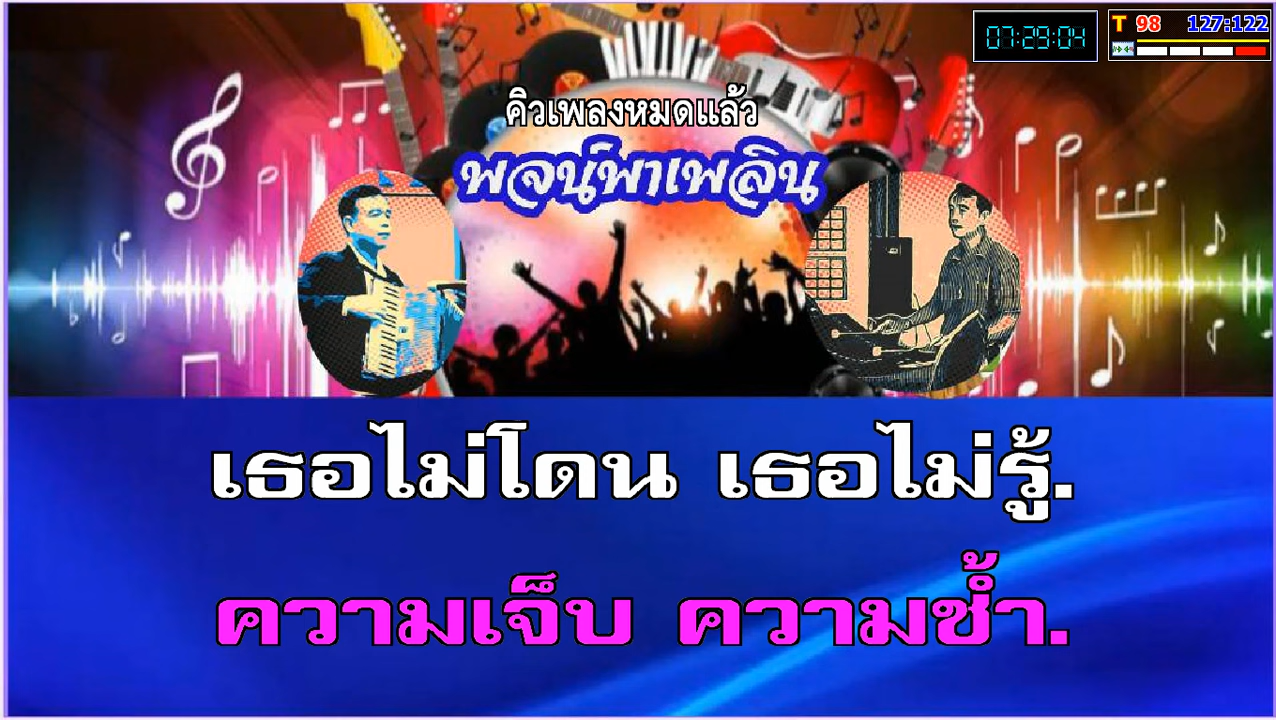 07:29:04
T 98 127:122
คิวเพลงหมดแล้ว
พจน์พาเพลิน
เธอไม่โดน เธอไม่รู้.
ความเจ็บ ความซ้ำ.